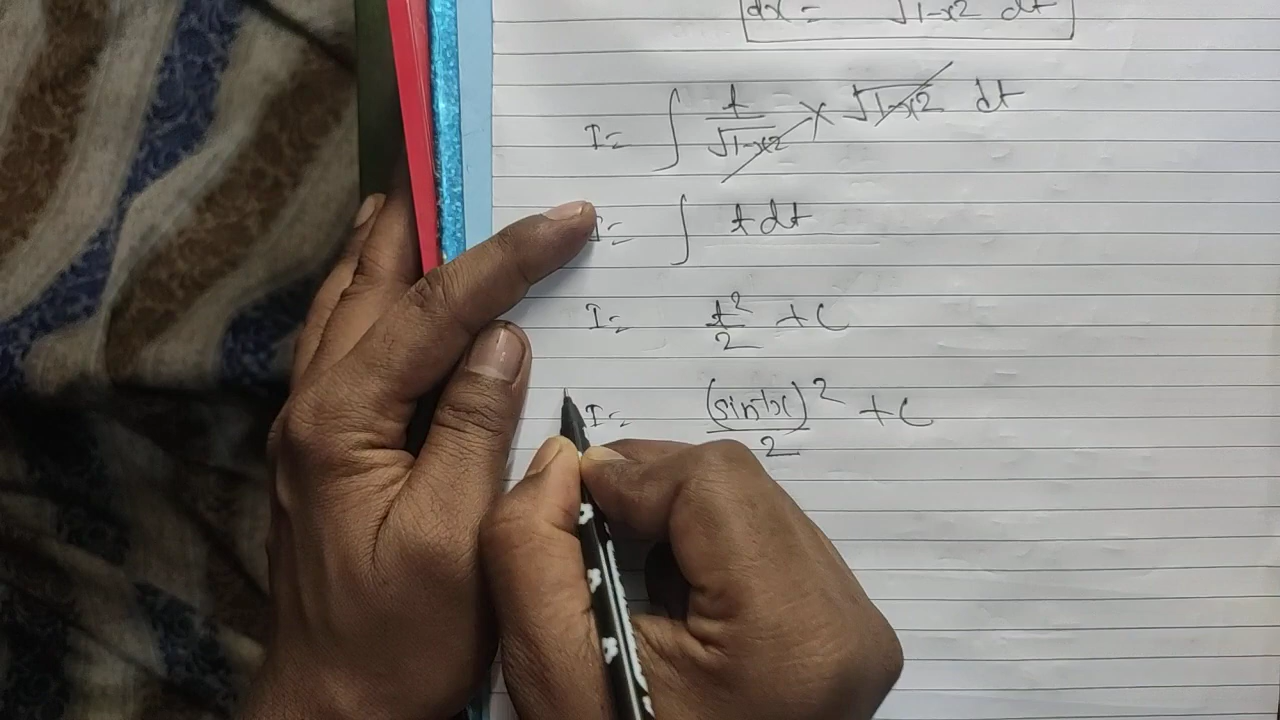 dx = √1-x2 dt
I = ∫ t/√1-x2 × √1-x2 dt
I = ∫ t dt
I = t²/2 + C
I = (sin⁻¹x)²/2 + C